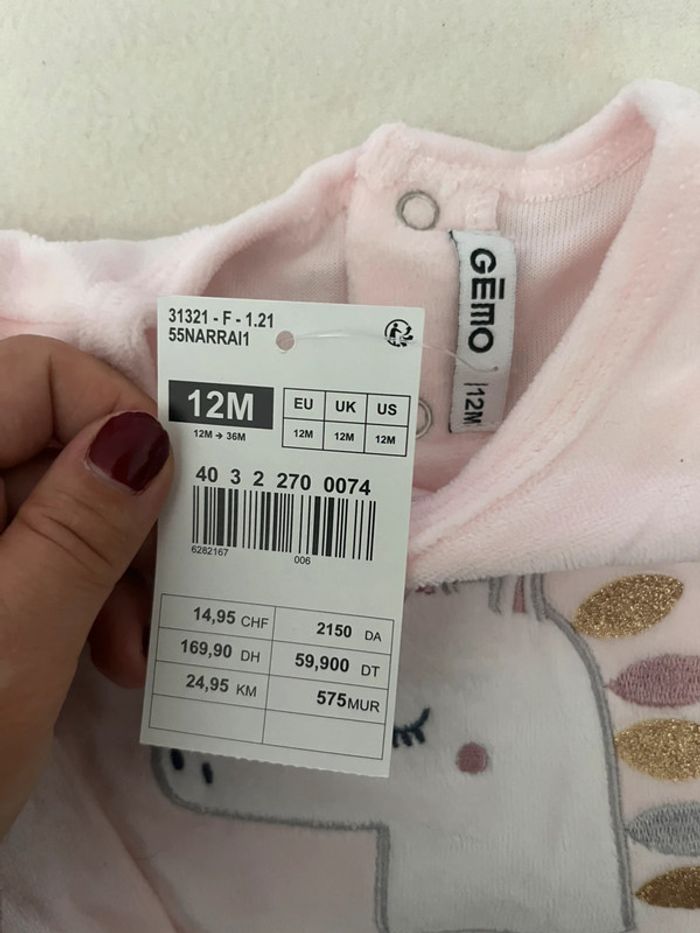 31321 - F - 1.21
55NARRAI1
12M
12M → 36M
EU UK US
12M 12M 12M
40 3 2 270 0074
6282167 006
14,95 CHF 2150 DA
169,90 DH 59,900 DT
24,95 KM 575MUR
GĒMO
12M